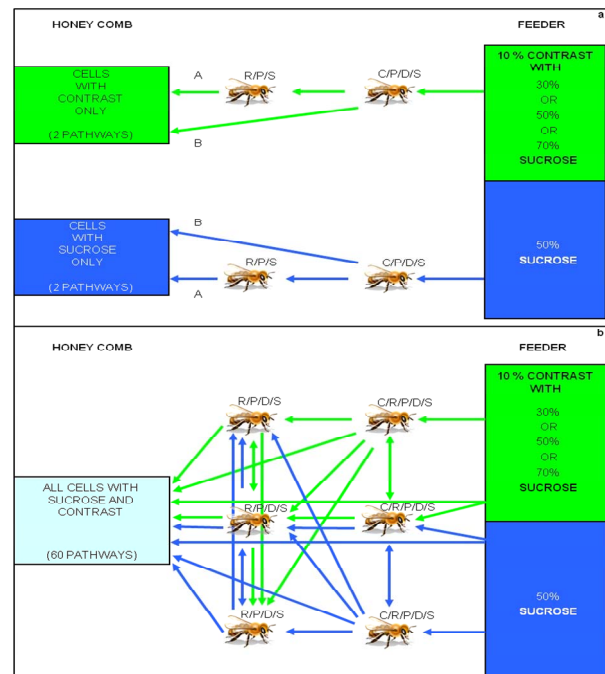 a
HONEY COMB
FEEDER
CELLS
WITH
CONTRAST
ONLY
(2 PATHWAYS)
A
R/P/S
C/P/D/S
B
10 % CONTRAST
WITH
30%
OR
50%
OR
70%
SUCROSE
CELLS
WITH
SUCROSE
ONLY
(2 PATHWAYS)
B
R/P/S
C/P/D/S
A
50%
SUCROSE
b
HONEY COMB
FEEDER
R/P/D/S
C/R/P/D/S
10 % CONTRAST
WITH
30%
OR
50%
OR
70%
SUCROSE
ALL CELLS WITH
SUCROSE AND
CONTRAST
(60 PATHWAYS)
R/P/D/S
C/R/P/D/S
R/P/D/S
C/R/P/D/S
50%
SUCROSE